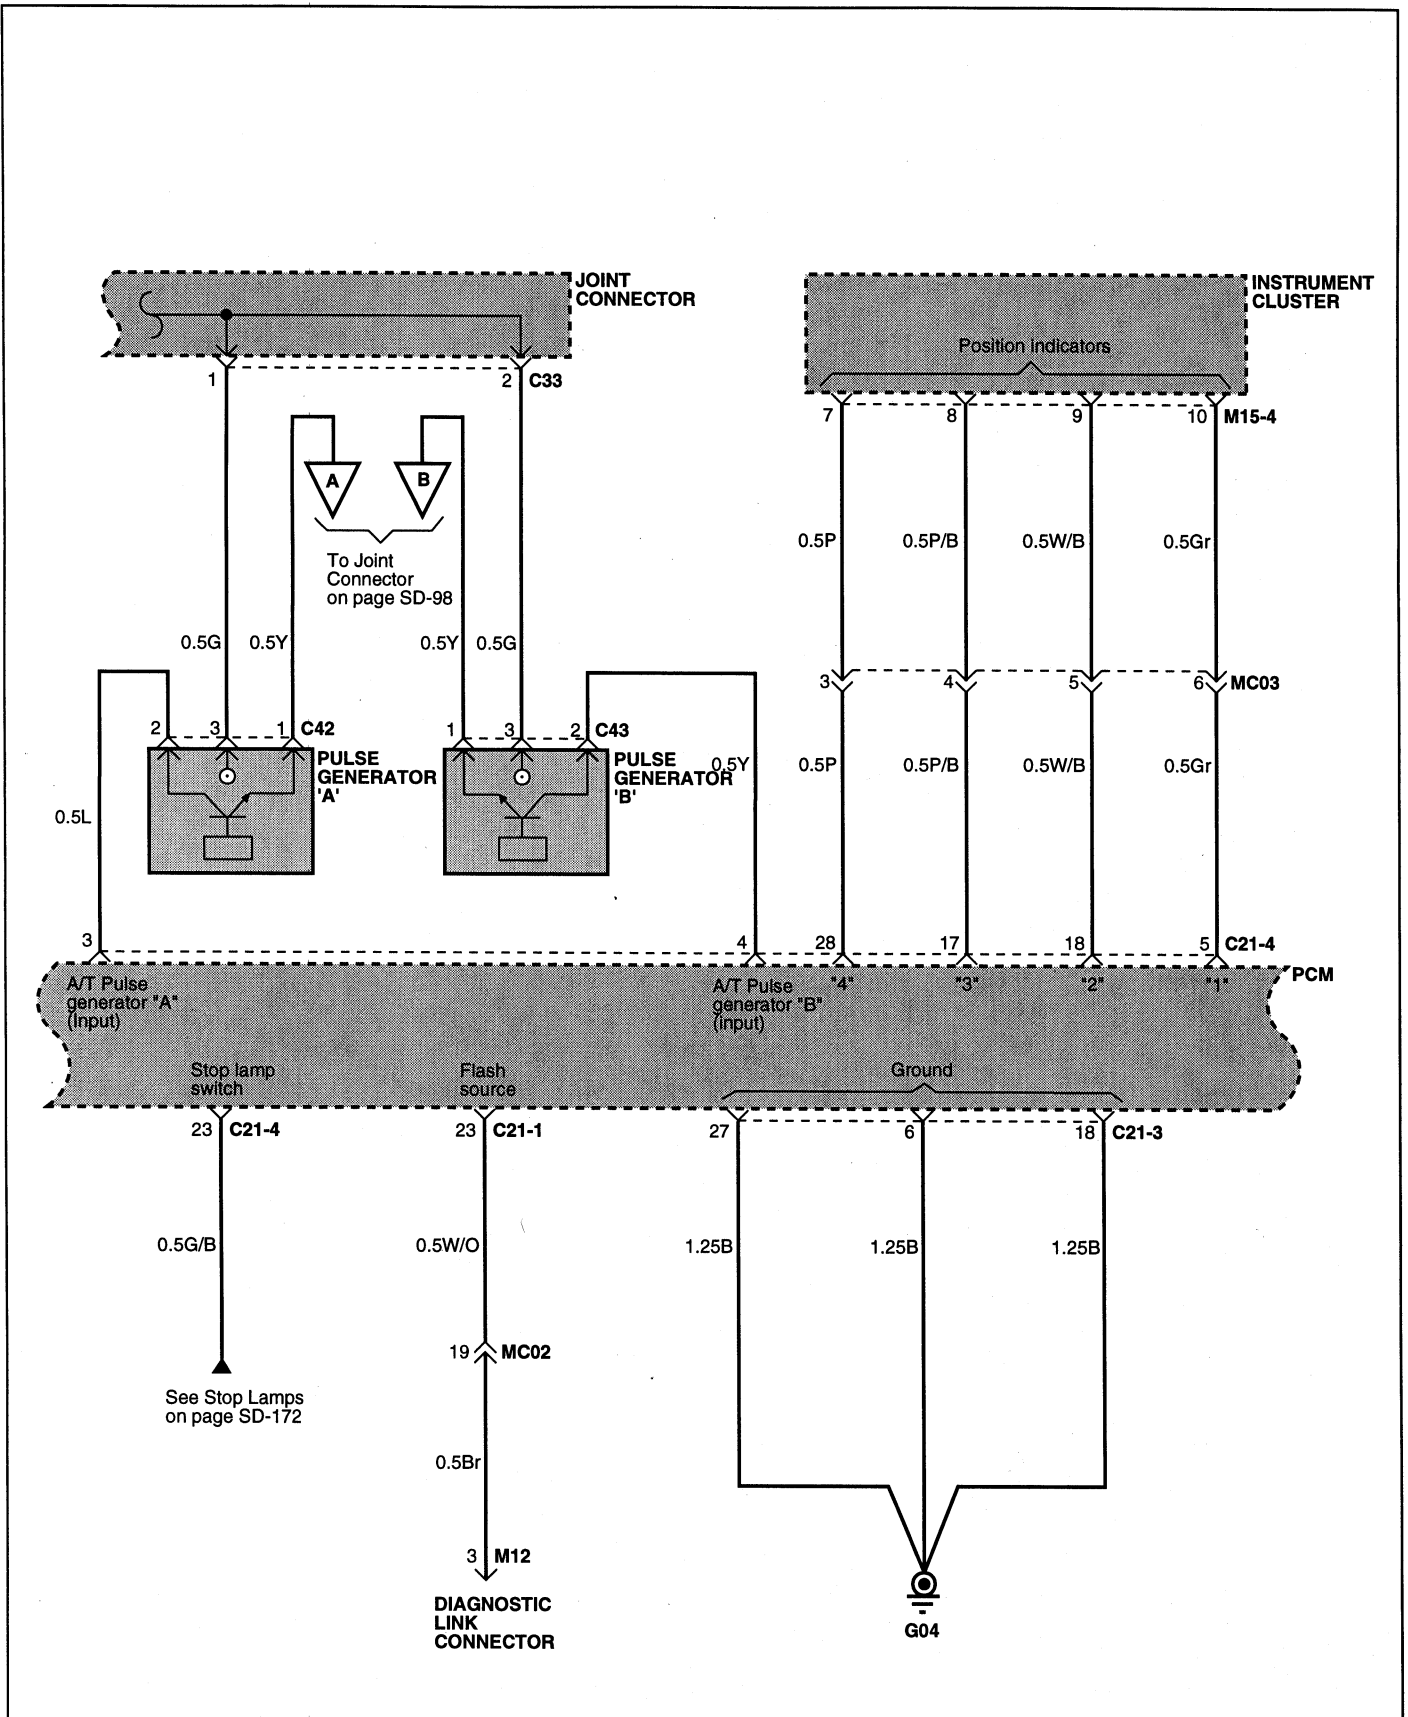 JOINT
CONNECTOR
INSTRUMENT
CLUSTER
Position indicators
1
2 C33
7
8
9
10 M15-4
A
B
To Joint
Connector
on page SD-98
0.5P
0.5P/B
0.5W/B
0.5Gr
0.5G
0.5Y
0.5Y
0.5G
3
4
5
6 MC03
2
3
1 C42
1
3
2 C43
PULSE
GENERATOR
'A'
PULSE
GENERATOR
'B'
0.5Y
0.5P
0.5P/B
0.5W/B
0.5Gr
0.5L
3
4
28
17
18
5 C21-4
PCM
A/T Pulse
generator "A"
(Input)
A/T Pulse
generator "B"
(input)
"4"
"3"
"2"
"1"
Stop lamp
switch
Flash
source
Ground
23 C21-4
23 C21-1
27
6
18 C21-3
0.5G/B
0.5W/O
1.25B
1.25B
1.25B
19 MC02
See Stop Lamps
on page SD-172
0.5Br
3 M12
DIAGNOSTIC
LINK
CONNECTOR
G04